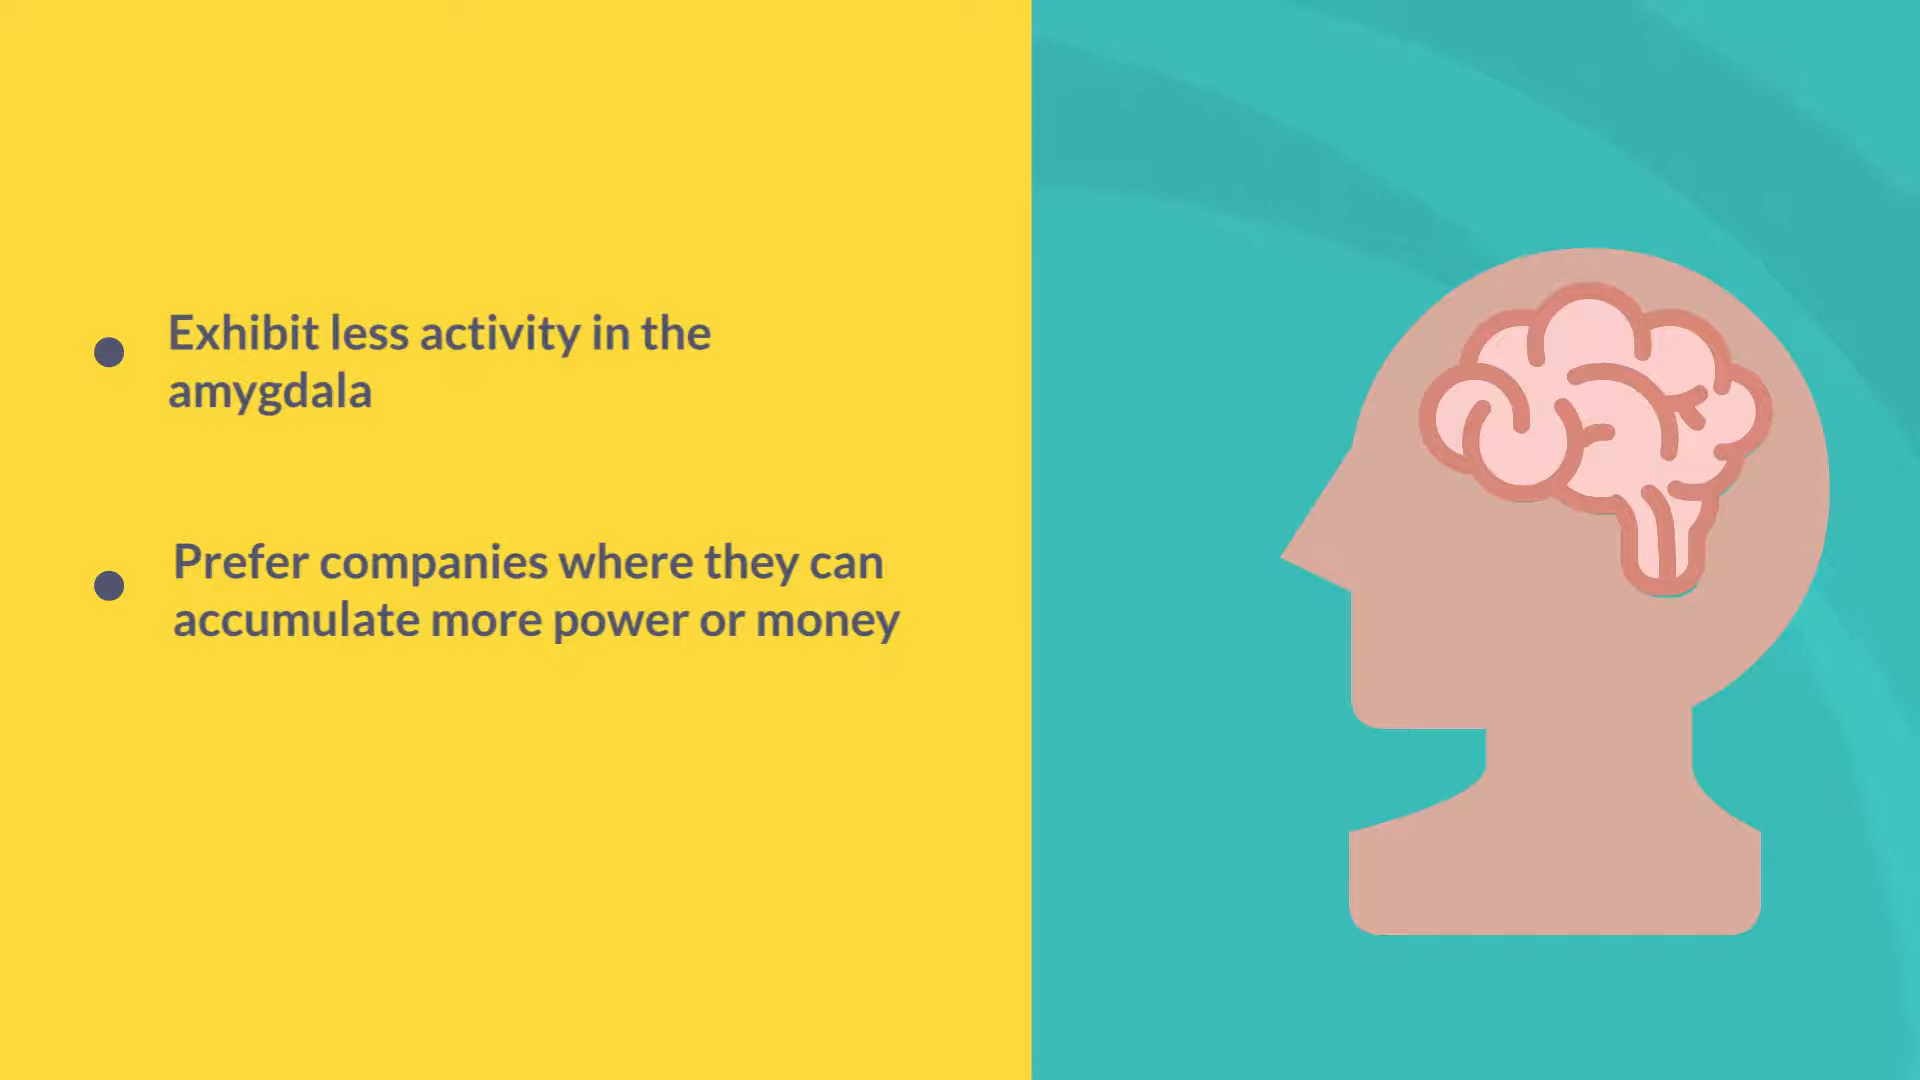 Exhibit less activity in the
amygdala
Prefer companies where they can
accumulate more power or money